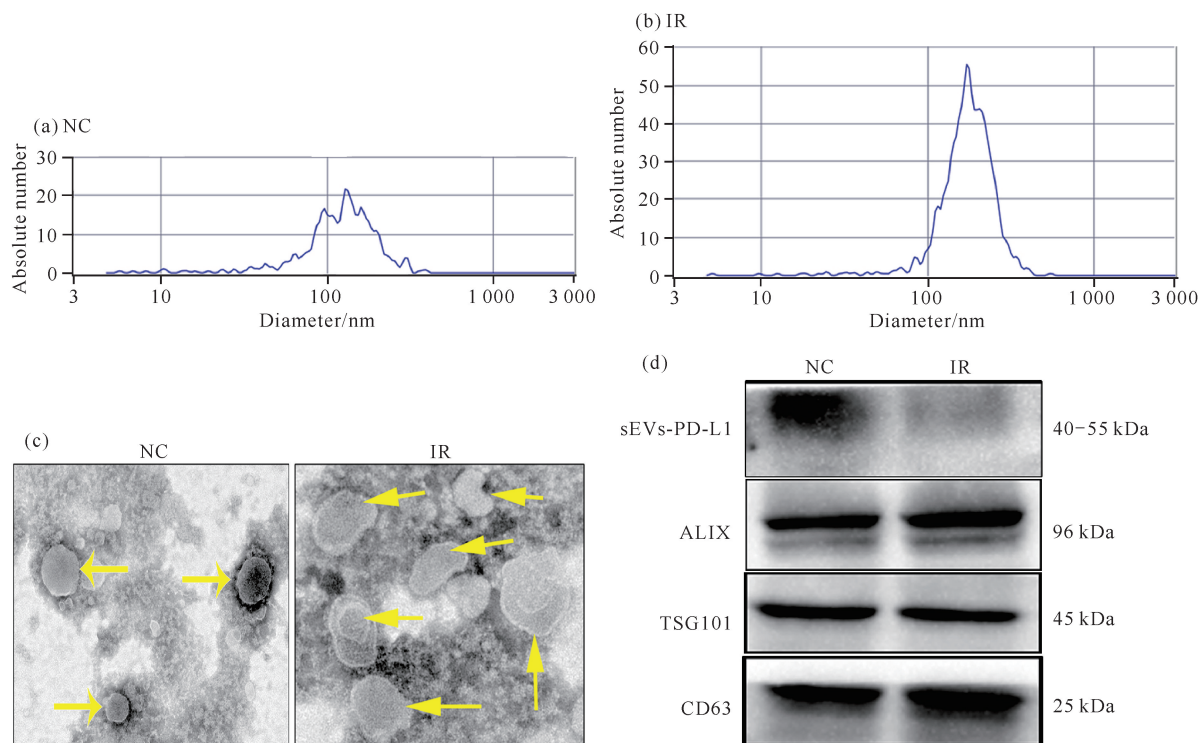 (a) NC
Absolute number
30
20
10
0
3
10
100
1 000
3 000
Diameter/nm
(b) IR
Absolute number
60
50
40
30
20
10
0
3
10
100
1 000
3 000
Diameter/nm
(c)
NC
IR
(d)
NC
IR
sEVs-PD-L1
40-55 kDa
ALIX
96 kDa
TSG101
45 kDa
CD63
25 kDa